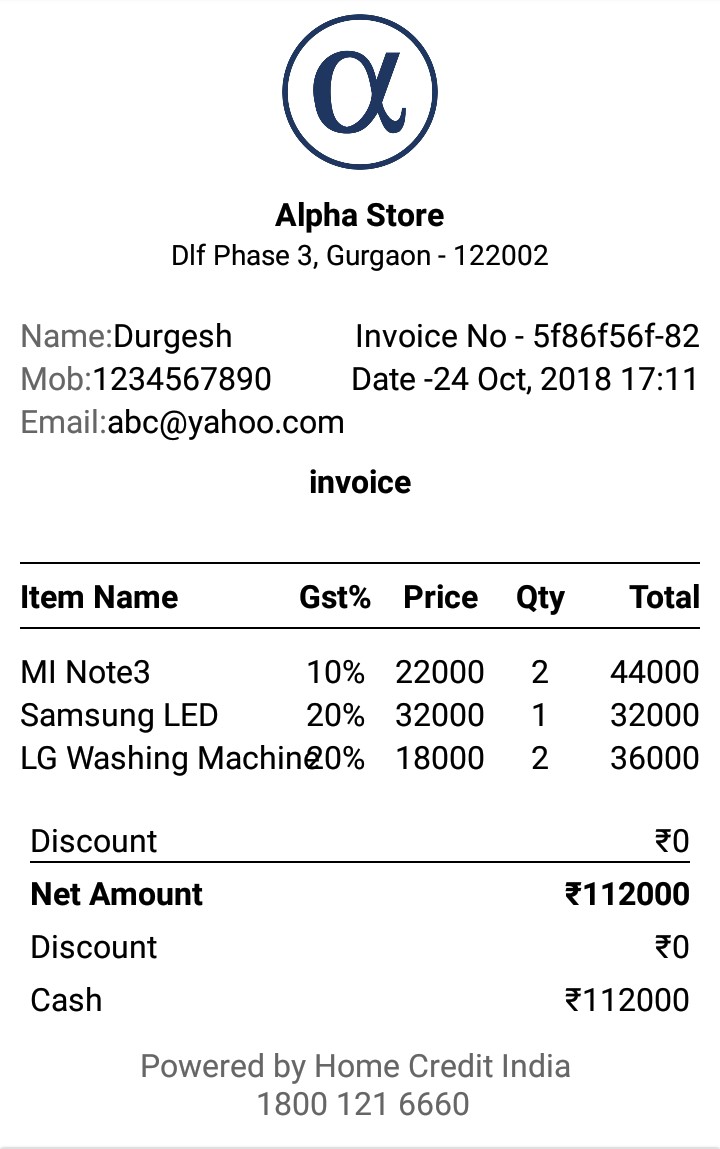 α
Alpha Store
Dlf Phase 3, Gurgaon - 122002
Name:Durgesh Invoice No - 5f86f56f-82
Mob:1234567890 Date -24 Oct, 2018 17:11
Email:abc@yahoo.com
invoice
Item Name Gst% Price Qty Total
MI Note3 10% 22000 2 44000
Samsung LED 20% 32000 1 32000
LG Washing Machine 20% 18000 2 36000
Discount ₹0
Net Amount ₹112000
Discount ₹0
Cash ₹112000
Powered by Home Credit India
1800 121 6660